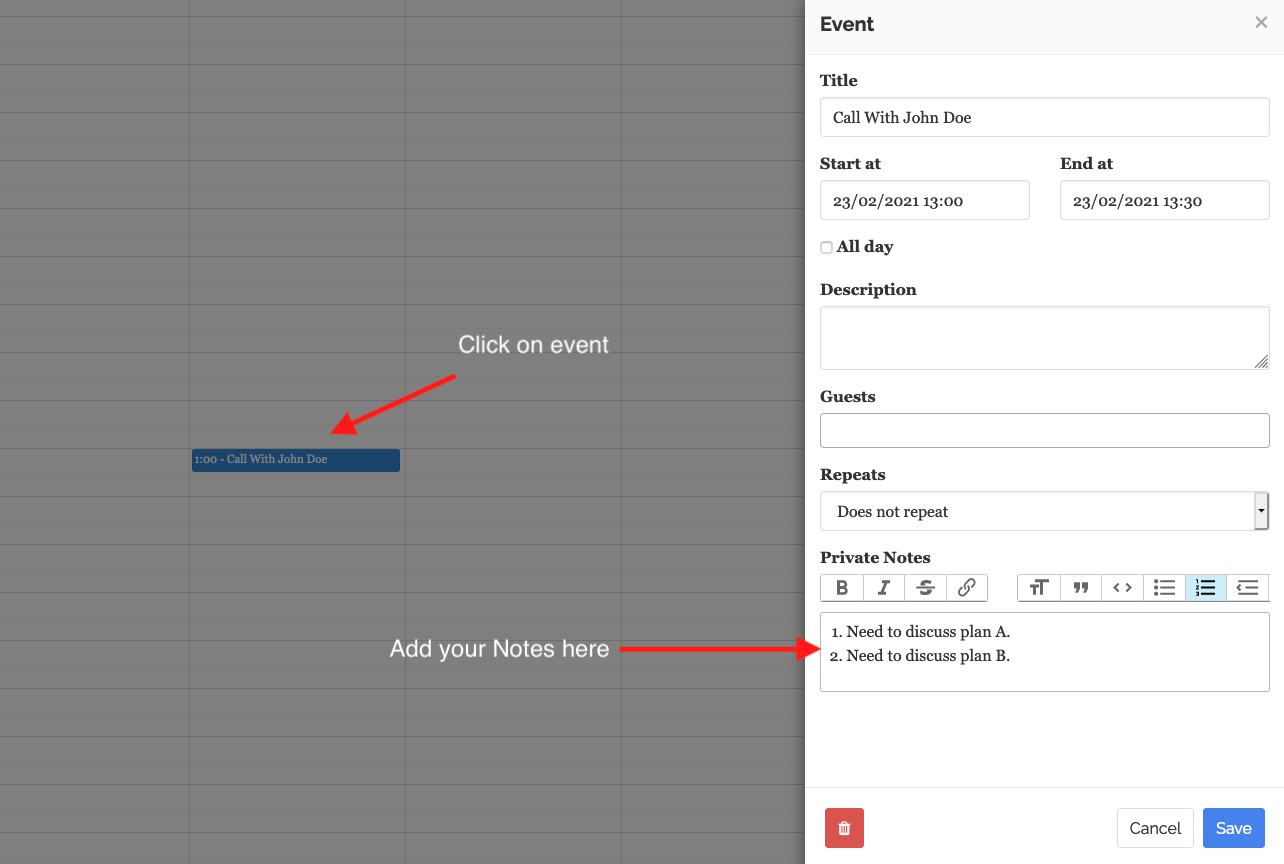 Event
×
Title
Call With John Doe
Start at
End at
23/02/2021 13:00
23/02/2021 13:30
All day
Description
Click on event
Guests
1:00 - Call With John Doe
Repeats
Does not repeat
Private Notes
B I S
1. Need to discuss plan A.
Add your Notes here
2. Need to discuss plan B.
Cancel
Save